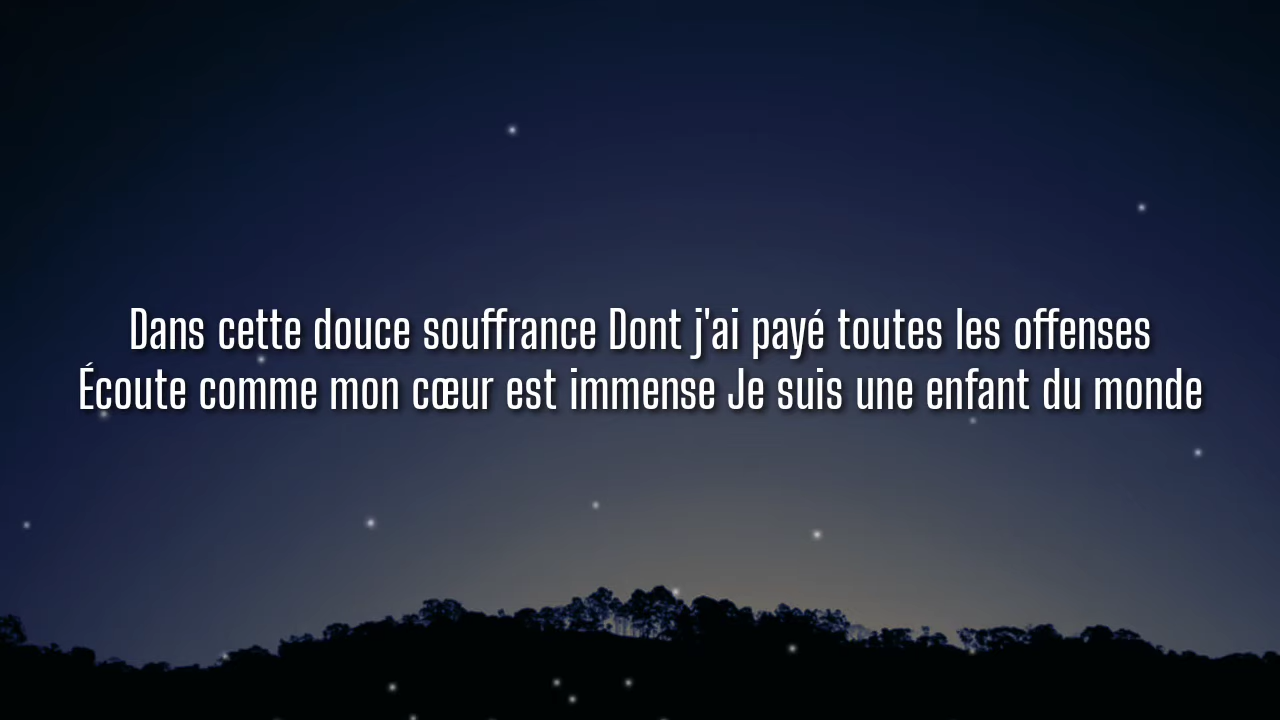 Dans cette douce souffrance Dont j'ai payé toutes les offenses
Écoute comme mon cœur est immense Je suis une enfant du monde